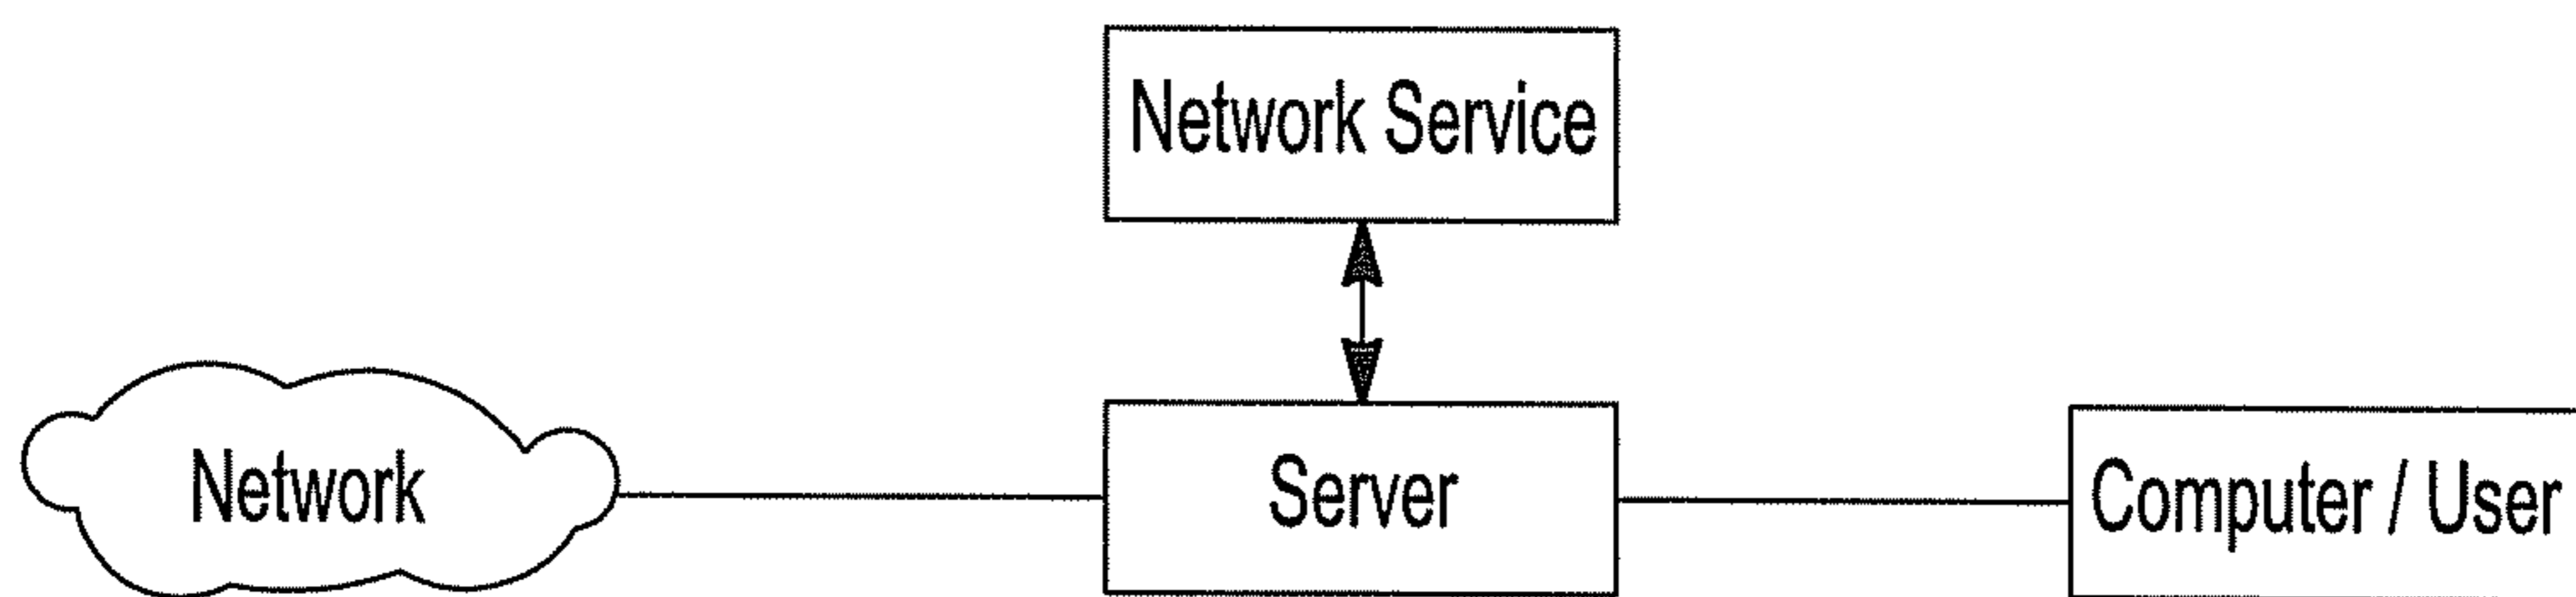 Network Service
Network
Server
Computer / User